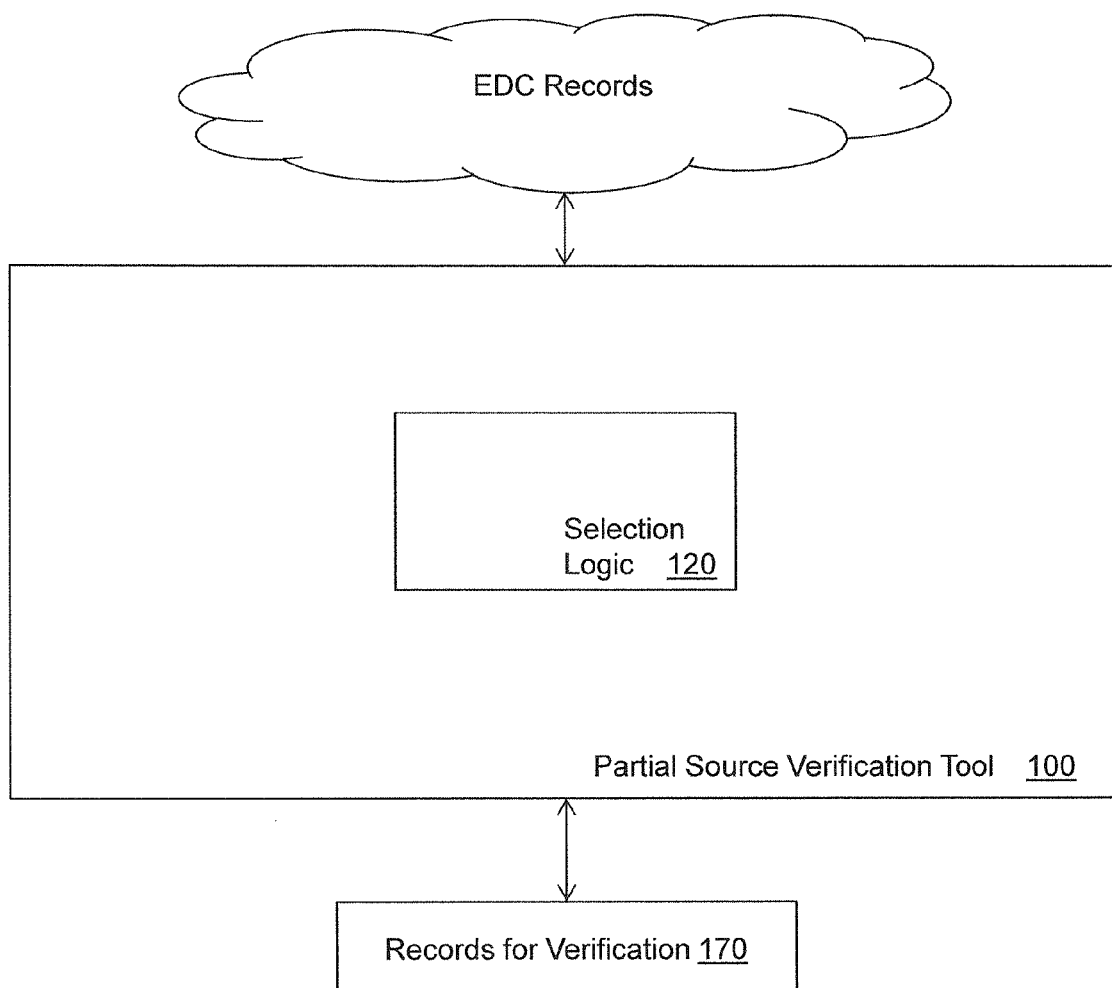 EDC Records
Selection
Logic 120
Partial Source Verification Tool 100
Records for Verification 170